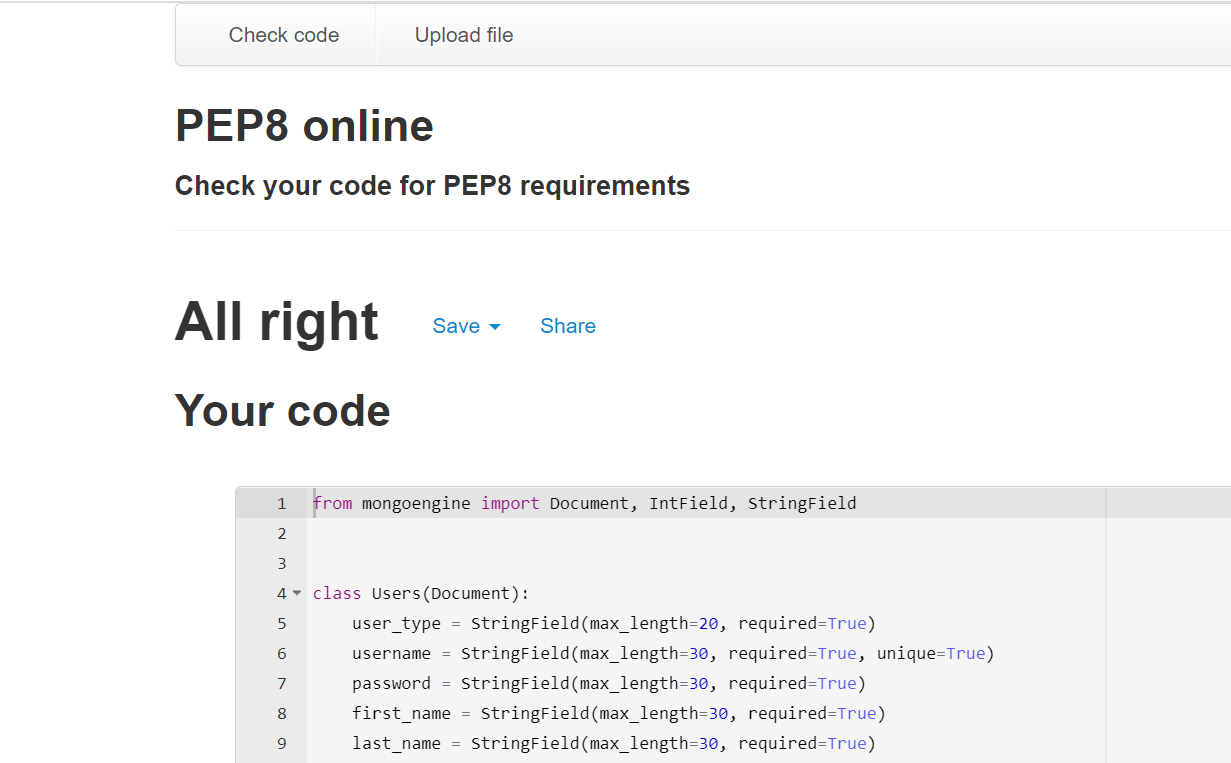 Check code Upload file
PEP8 online
Check your code for PEP8 requirements
All right Save Share
Your code
1 from mongoengine import Document, IntField, StringField
2
3
4 class Users(Document):
5 user_type = StringField(max_length=20, required=True)
6 username = StringField(max_length=30, required=True, unique=True)
7 password = StringField(max_length=30, required=True)
8 first_name = StringField(max_length=30, required=True)
9 last_name = StringField(max_length=30, required=True)